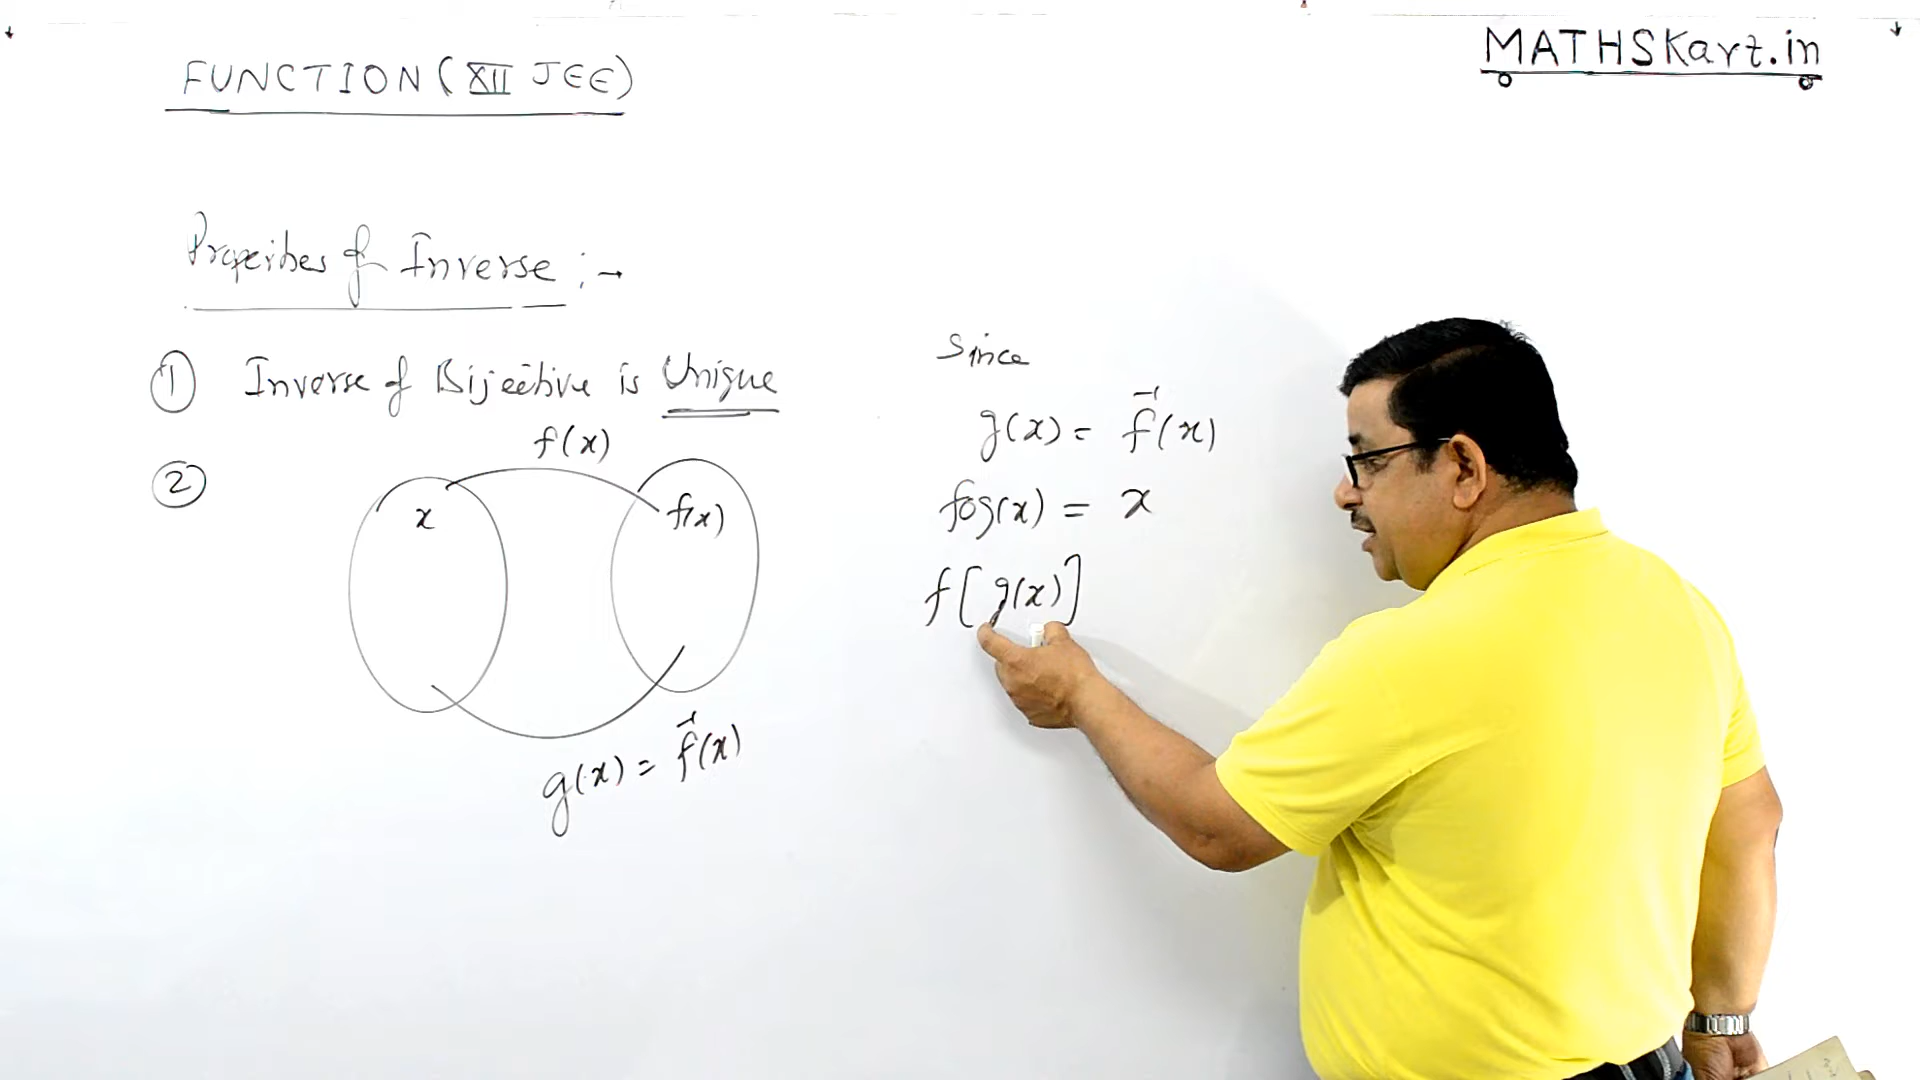 FUNCTION (XII JEE)
MATHSKart.in
Properties of Inverse :-
① Inverse of Bijective is Unique
②
f(x)
x
f(x)
g(x) = f⁻¹(x)
Since
g(x) = f⁻¹(x)
fog(x) = x
f[g(x)]